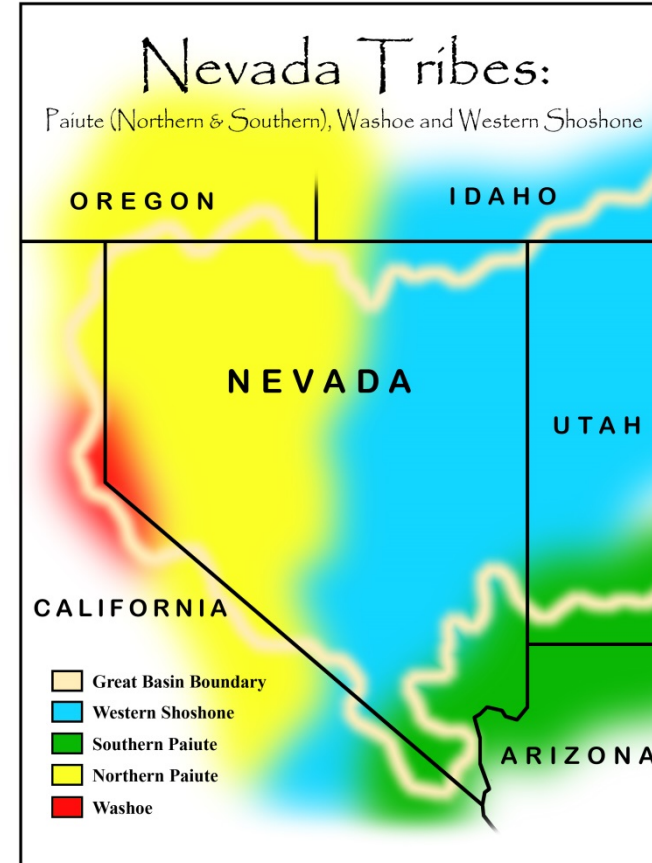 Nevada Tribes:
Paiute (Northern & Southern), Washoe and Western Shoshone
OREGON
IDAHO
NEVADA
UTAH
CALIFORNIA
Great Basin Boundary
Western Shoshone
Southern Paiute
Northern Paiute
Washoe
ARIZONA